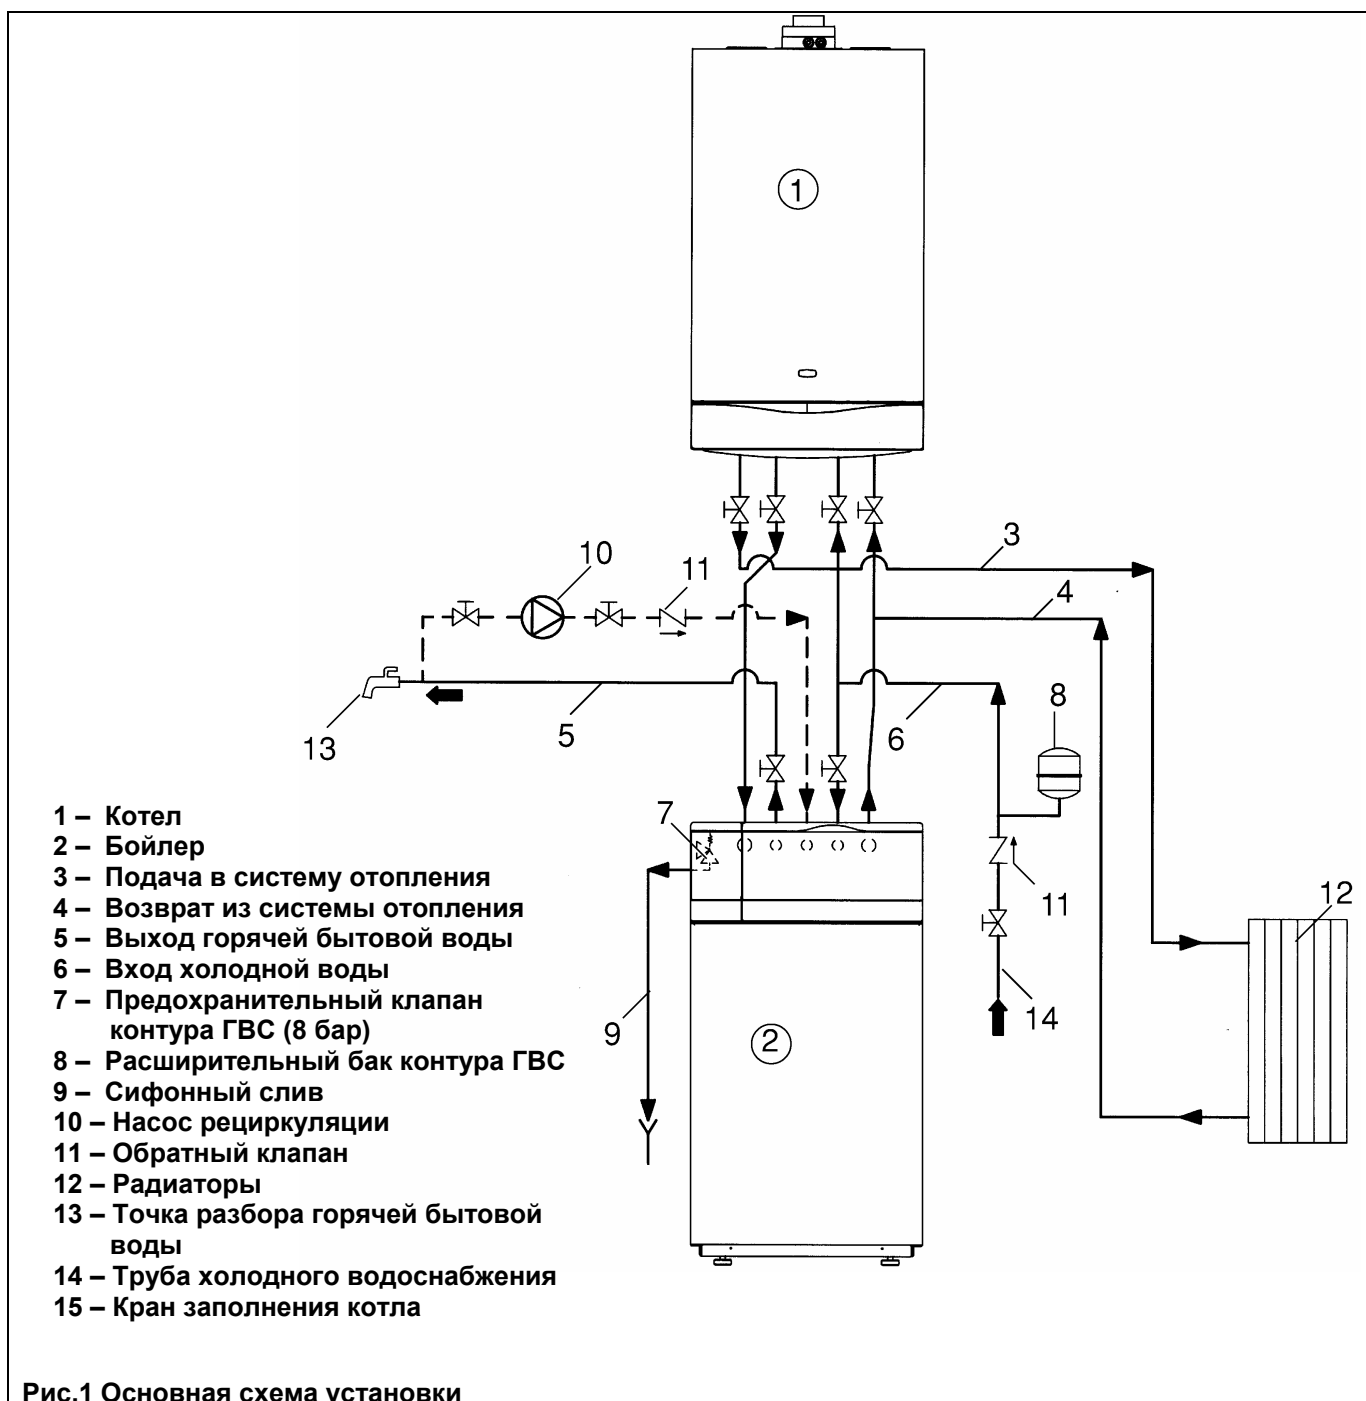 1
3
10
11
4
8
13
5
6
7
1 – Котел
2 – Бойлер
3 – Подача в систему отопления
4 – Возврат из системы отопления
5 – Выход горячей бытовой воды
6 – Вход холодной воды
7 – Предохранительный клапан
контура ГВС (8 бар)
8 – Расширительный бак контура ГВС
9 – Сифонный слив
10 – Насос рециркуляции
11 – Обратный клапан
12 – Радиаторы
13 – Точка разбора горячей бытовой
воды
14 – Труба холодного водоснабжения
15 – Кран заполнения котла
11
12
9
2
14
Рис.1 Основная схема установки